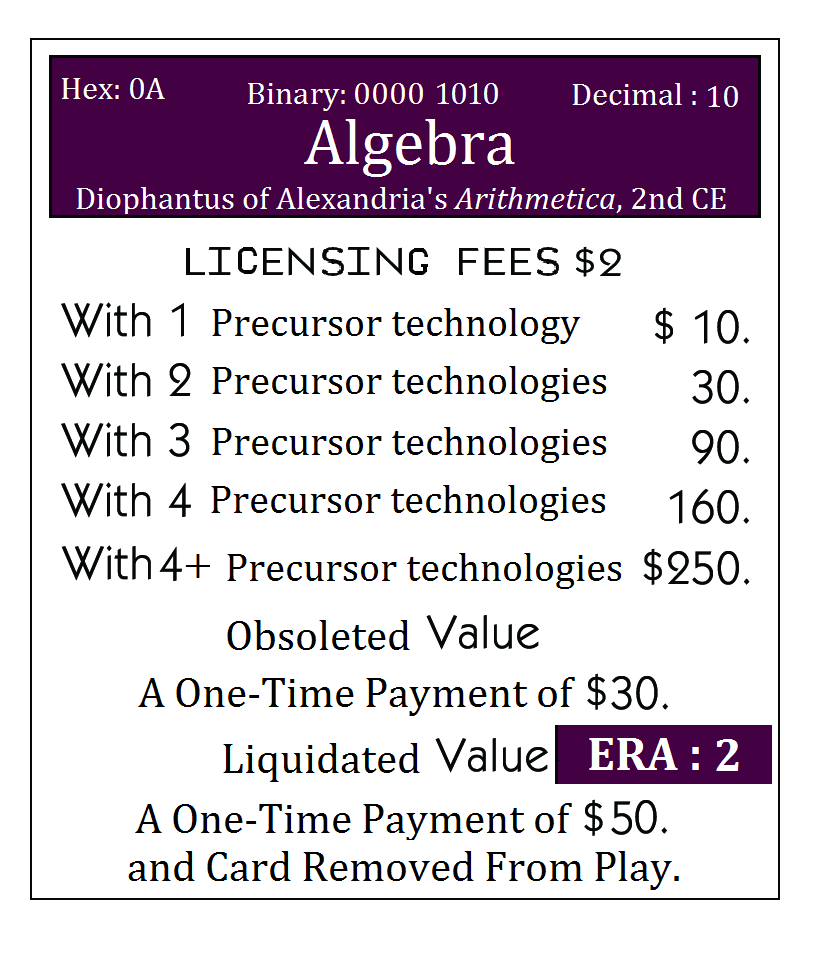 Hex: 0A Binary: 0000 1010 Decimal : 10
Algebra
Diophantus of Alexandria's Arithmetica, 2nd CE
LICENSING FEES $2
With 1 Precursor technology $ 10.
With 2 Precursor technologies 30.
With 3 Precursor technologies 90.
With 4 Precursor technologies 160.
With 4+ Precursor technologies $250.
Obsoleted Value
A One-Time Payment of $30.
Liquidated Value ERA : 2
A One-Time Payment of $50.
and Card Removed From Play.